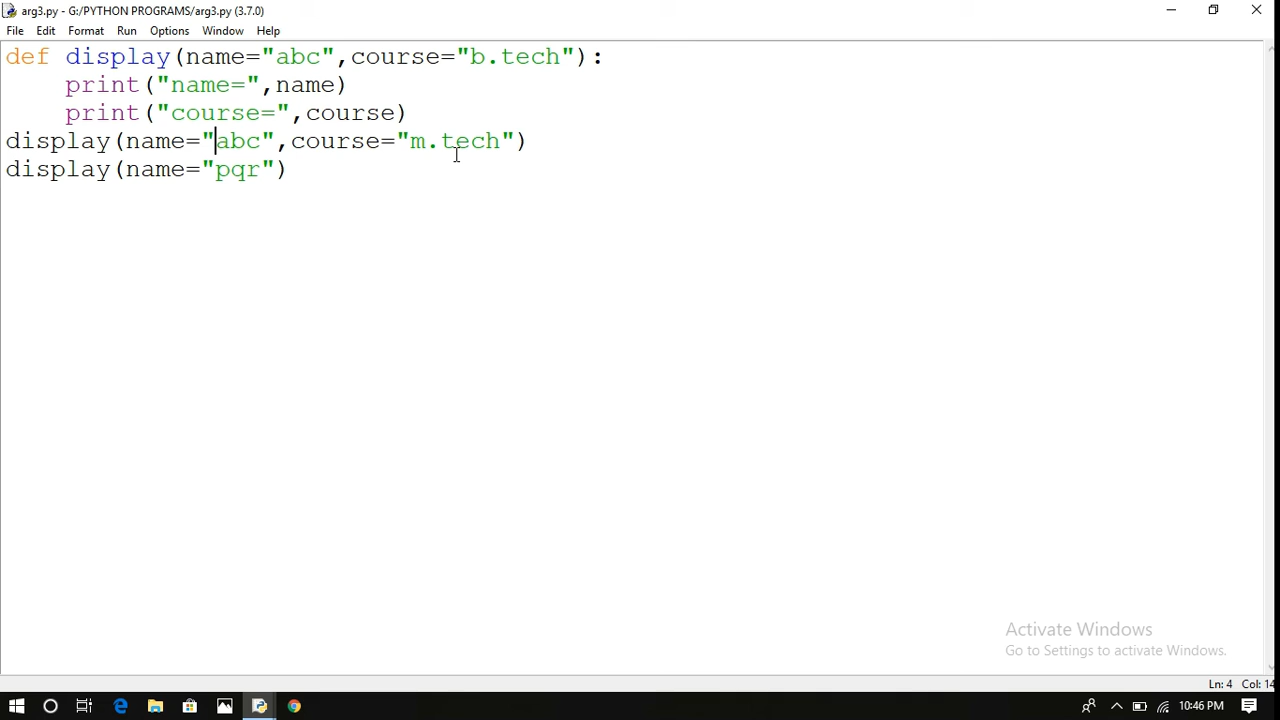 arg3.py - G:/PYTHON PROGRAMS/arg3.py (3.7.0)
File Edit Format Run Options Window Help
def display(name="abc",course="b.tech"):
    print("name=",name)
    print("course=",course)
display(name="abc",course="m.tech")
display(name="pqr")
Activate Windows
Go to Settings to activate Windows.
Ln: 4 Col: 14
10:46 PM